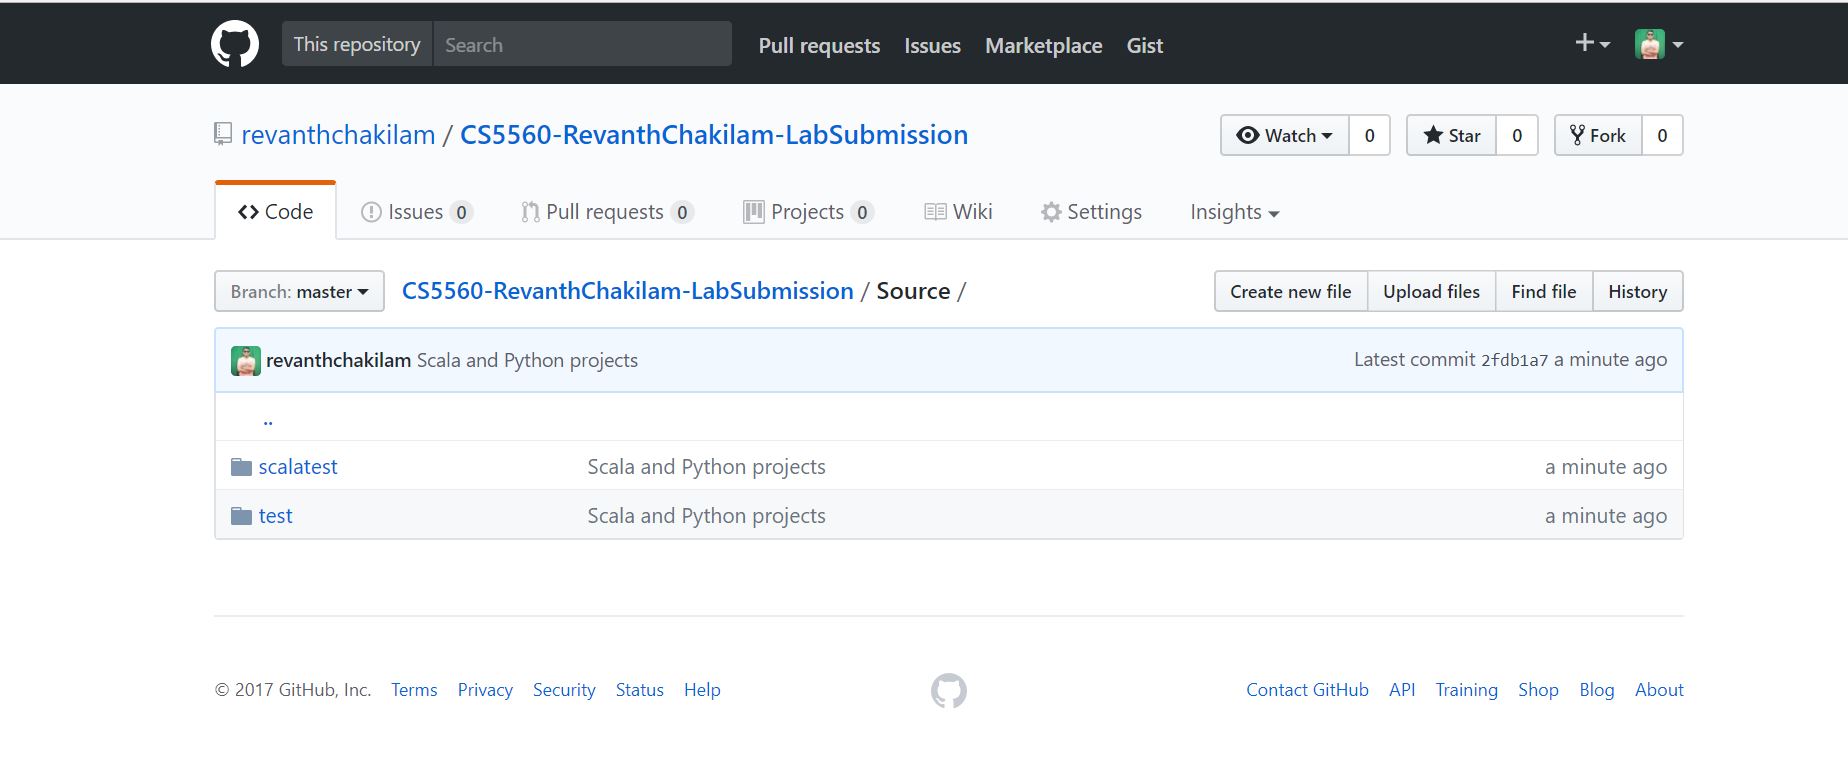 This repository Search Pull requests Issues Marketplace Gist
revanthchakilam / CS5560-RevanthChakilam-LabSubmission Watch 0 Star 0 Fork 0
Code Issues 0 Pull requests 0 Projects 0 Wiki Settings Insights
Branch: master CS5560-RevanthChakilam-LabSubmission / Source / Create new file Upload files Find file History
revanthchakilam Scala and Python projects Latest commit 2fdb1a7 a minute ago
..
scalatest Scala and Python projects a minute ago
test Scala and Python projects a minute ago
© 2017 GitHub, Inc. Terms Privacy Security Status Help Contact GitHub API Training Shop Blog About